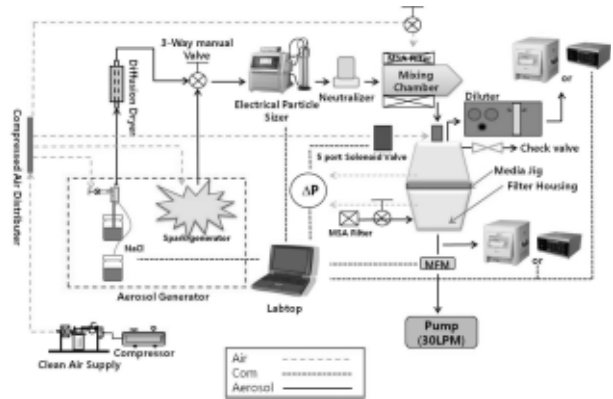 3-Way manual
Valve
MSA Filter
Mixing
Chamber
or
Diffusion Dryer
Electrical Particle
Sizer
Neutralizer
Diluter
Compressed Air Distributer
5 port Solenoid Valve
Check valve
ΔP
Media Jig
Filter Housing
Spark generator
MSA Filter
NaCl
or
MFM
Aerosol Generator
Labtop
Pump
(30LPM)
Compressor
Clean Air Supply
Air
Com
Aerosol